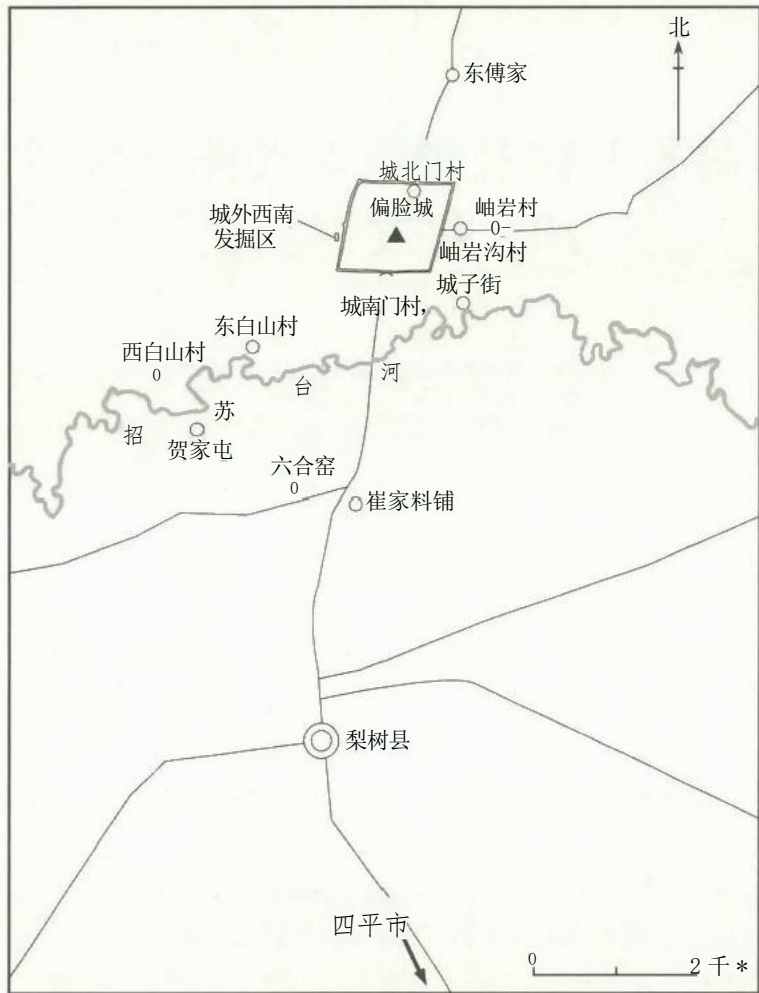 北
东傅家
城北门村
偏脸城
岫岩村
城外西南
发掘区
岫岩沟村
城子街
城南门村,
东白山村
西白山村
台
河
苏
招
贺家屯
六合窑
崔家料铺
梨树县
四平市
0
2千*